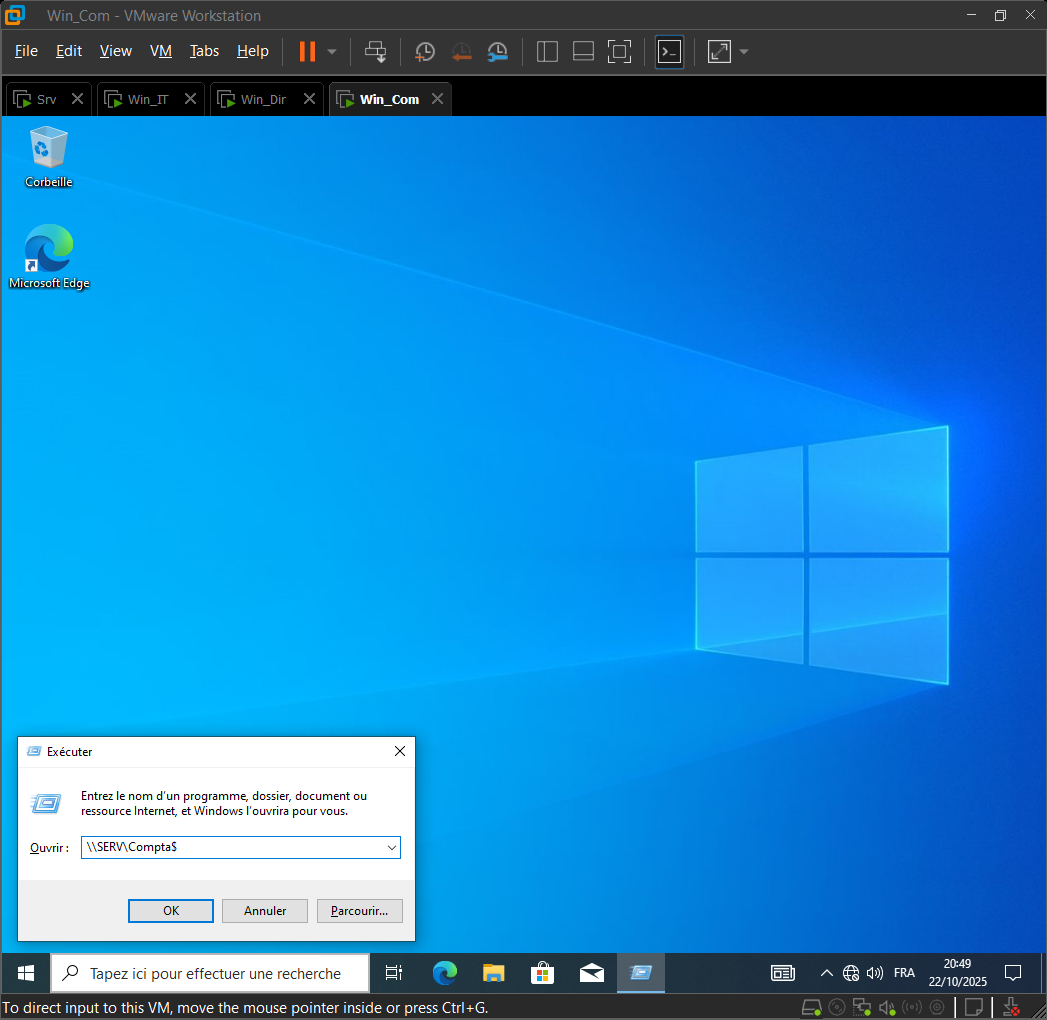 Win_Com - VMware Workstation
File Edit View VM Tabs Help
Srv Win_IT Win_Dir Win_Com
Corbeille
Microsoft Edge
Exécuter
Entrez le nom d'un programme, dossier, document ou
ressource Internet, et Windows l'ouvrira pour vous.
Ouvrir : \\SERV\Compta$
OK Annuler Parcourir...
Tapez ici pour effectuer une recherche
FRA
20:49
22/10/2025
To direct input to this VM, move the mouse pointer inside or press Ctrl+G.